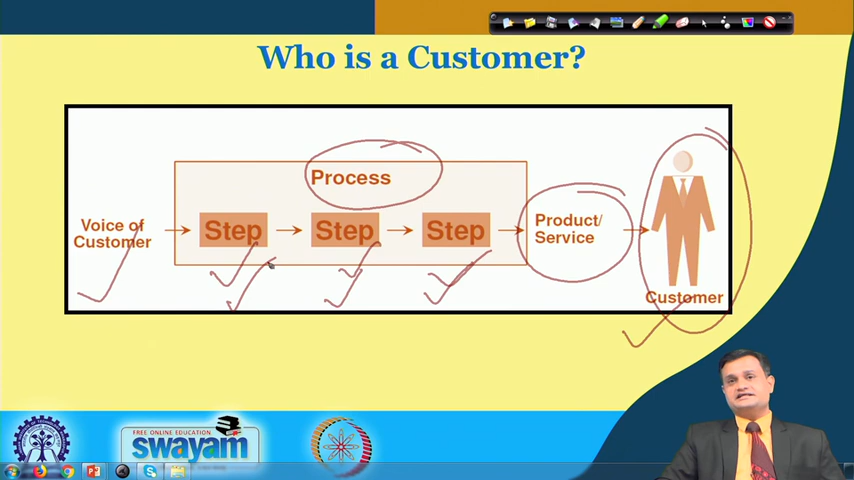 Who is a Customer?
Process
Voice of
Customer
Step
Step
Step
Product/
Service
Customer
FREE ONLINE EDUCATION
swayam